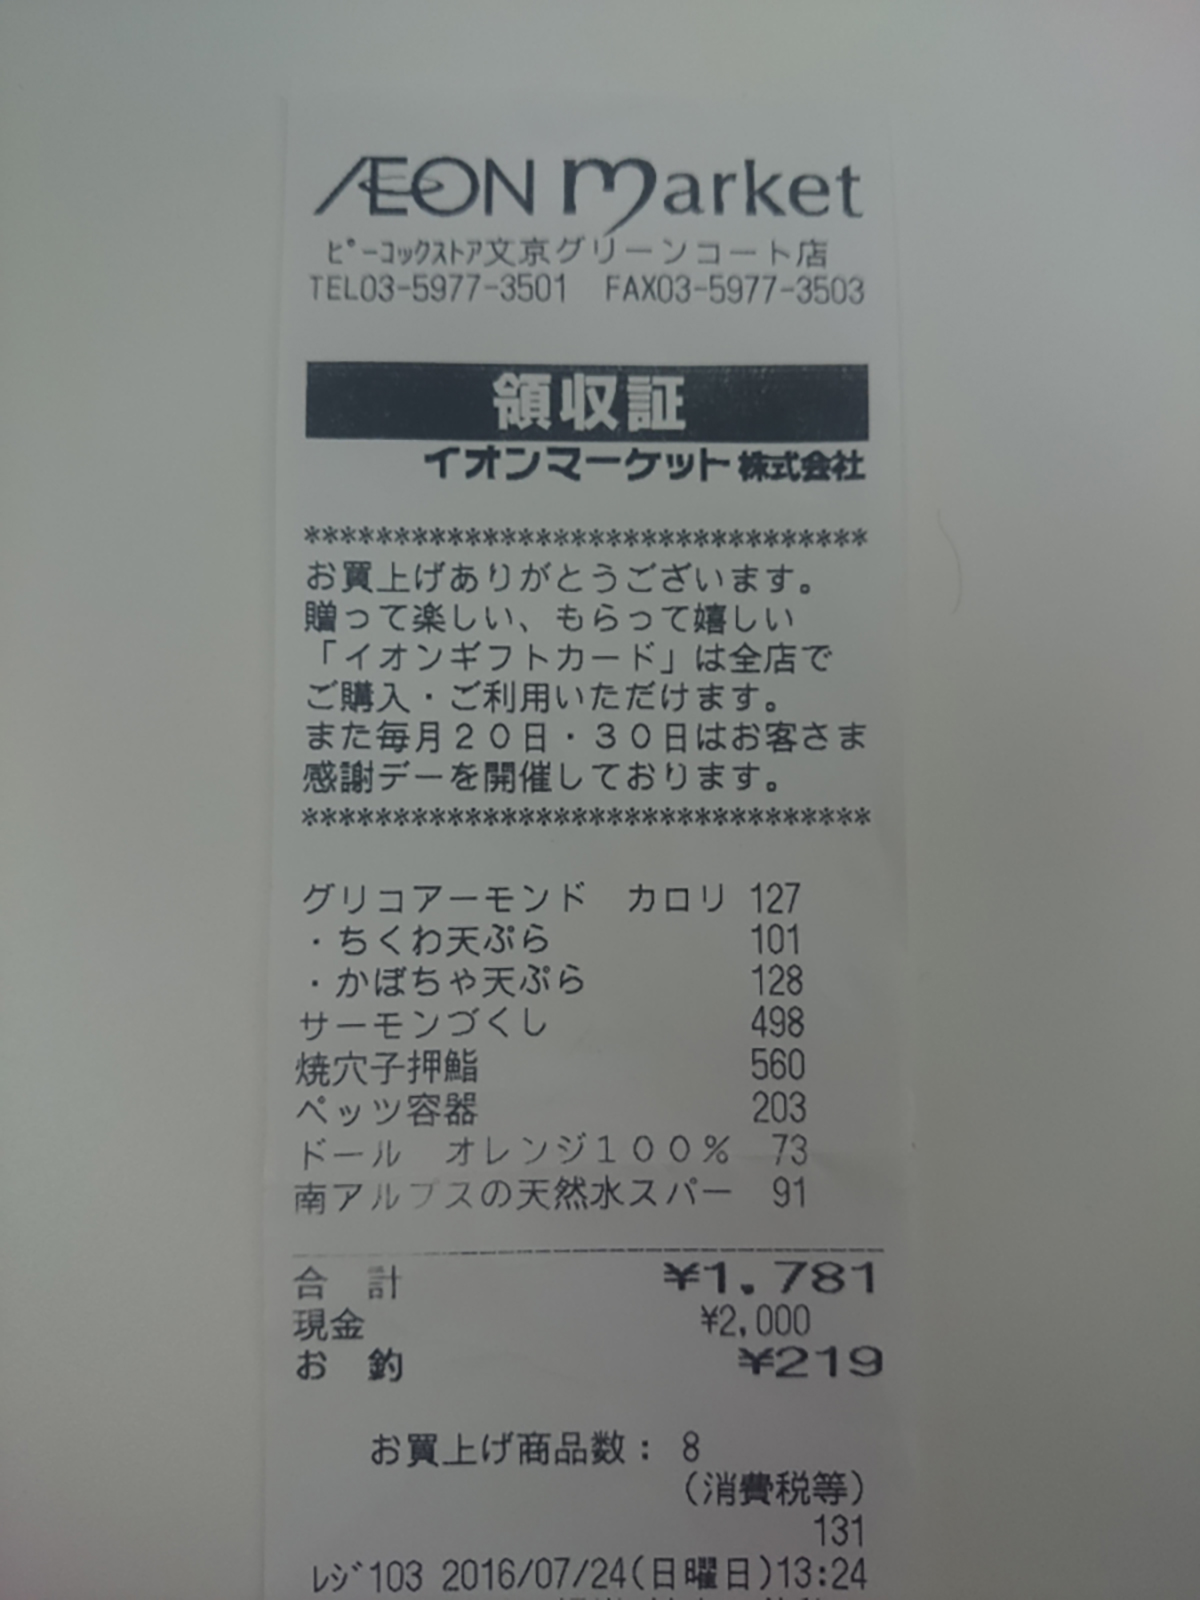 ÆON market
ﾋﾟｰｺｯｸｽﾄｱ文京グリーンコート店
TEL03-5977-3501 FAX03-5977-3503
領収証
イオンマーケット株式会社
*******************************
お買上げありがとうございます。
贈って楽しい、もらって嬉しい
「イオンギフトカード」は全店で
ご購入・ご利用いただけます。
また毎月２０日・３０日はお客さま
感謝デーを開催しております。
*******************************
グリコアーモンド　カロリ 127
・ちくわ天ぷら 101
・かぼちゃ天ぷら 128
サーモンづくし 498
焼穴子押鮨 560
ペッツ容器 203
ドール　オレンジ１００％ 73
南アルプスの天然水スパー 91
合　計 ¥1,781
現金 ¥2,000
お　釣 ¥219
お買上げ商品数： 8
（消費税等）
131
ﾚｼﾞ103 2016/07/24(日曜日)13:24